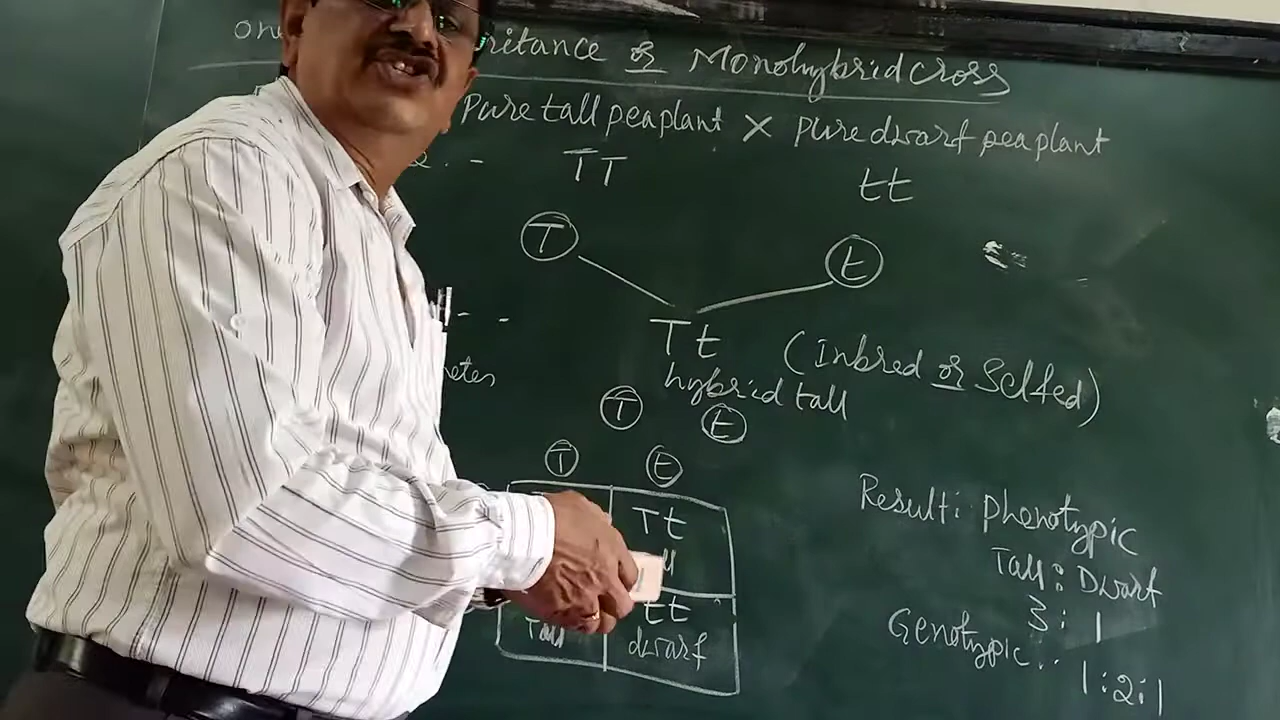 one ritance or Monohybrid cross
Pure tall pea plant × pure dwarf pea plant
TT tt
T t
Tt (Inbred or Selfed)
hybrid tall
T t
T t
Tt
tt
Tall dwarf
Result: Phenotypic
Tall : Dwarf
3 : 1
Genotypic..
1:2:1